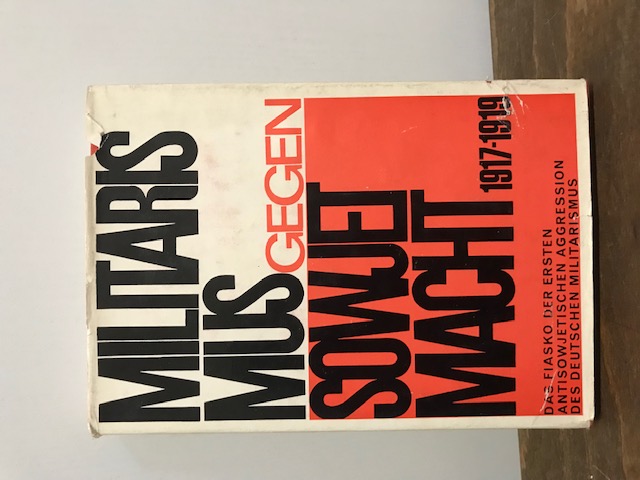 MILITARIS
MUS GEGEN
SOWJET
MACHT 1917-1919
DAS FIASKO DER ERSTEN
ANTISOWJETISCHEN AGGRESSION
DES DEUTSCHEN MILITARISMUS